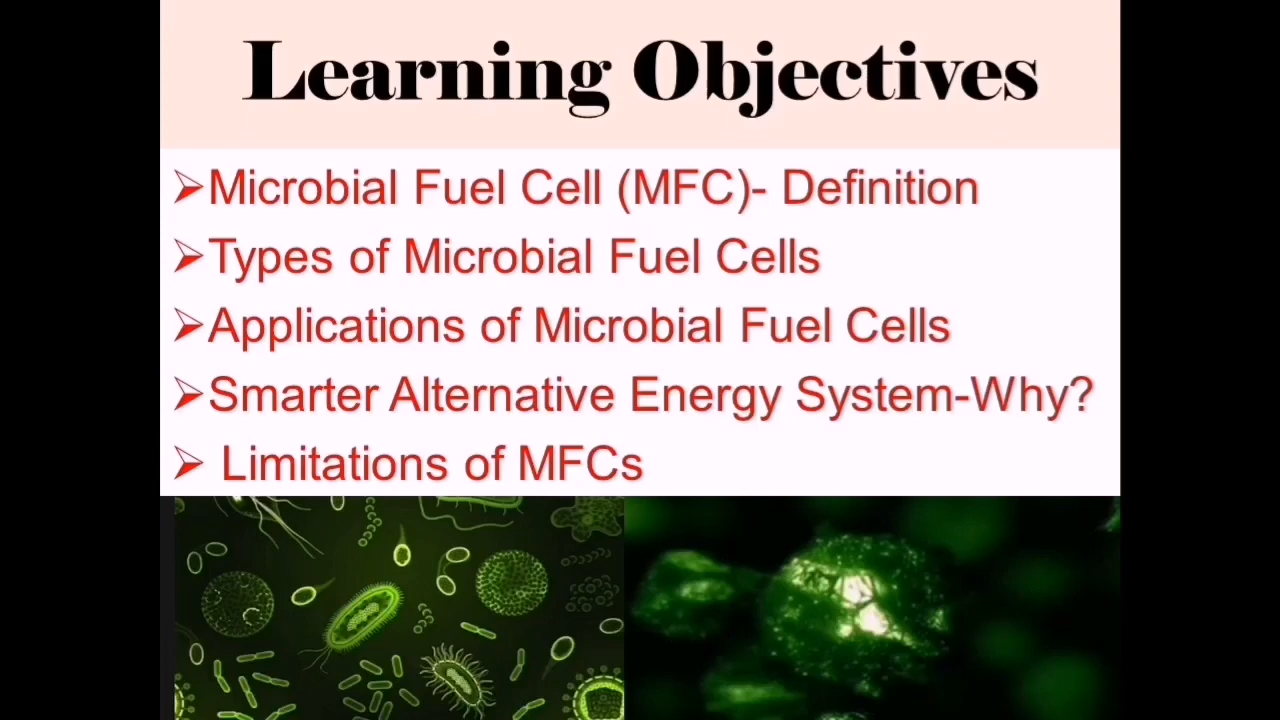 Learning Objectives
➢Microbial Fuel Cell (MFC)- Definition
➢Types of Microbial Fuel Cells
➢Applications of Microbial Fuel Cells
➢Smarter Alternative Energy System-Why?
➢ Limitations of MFCs